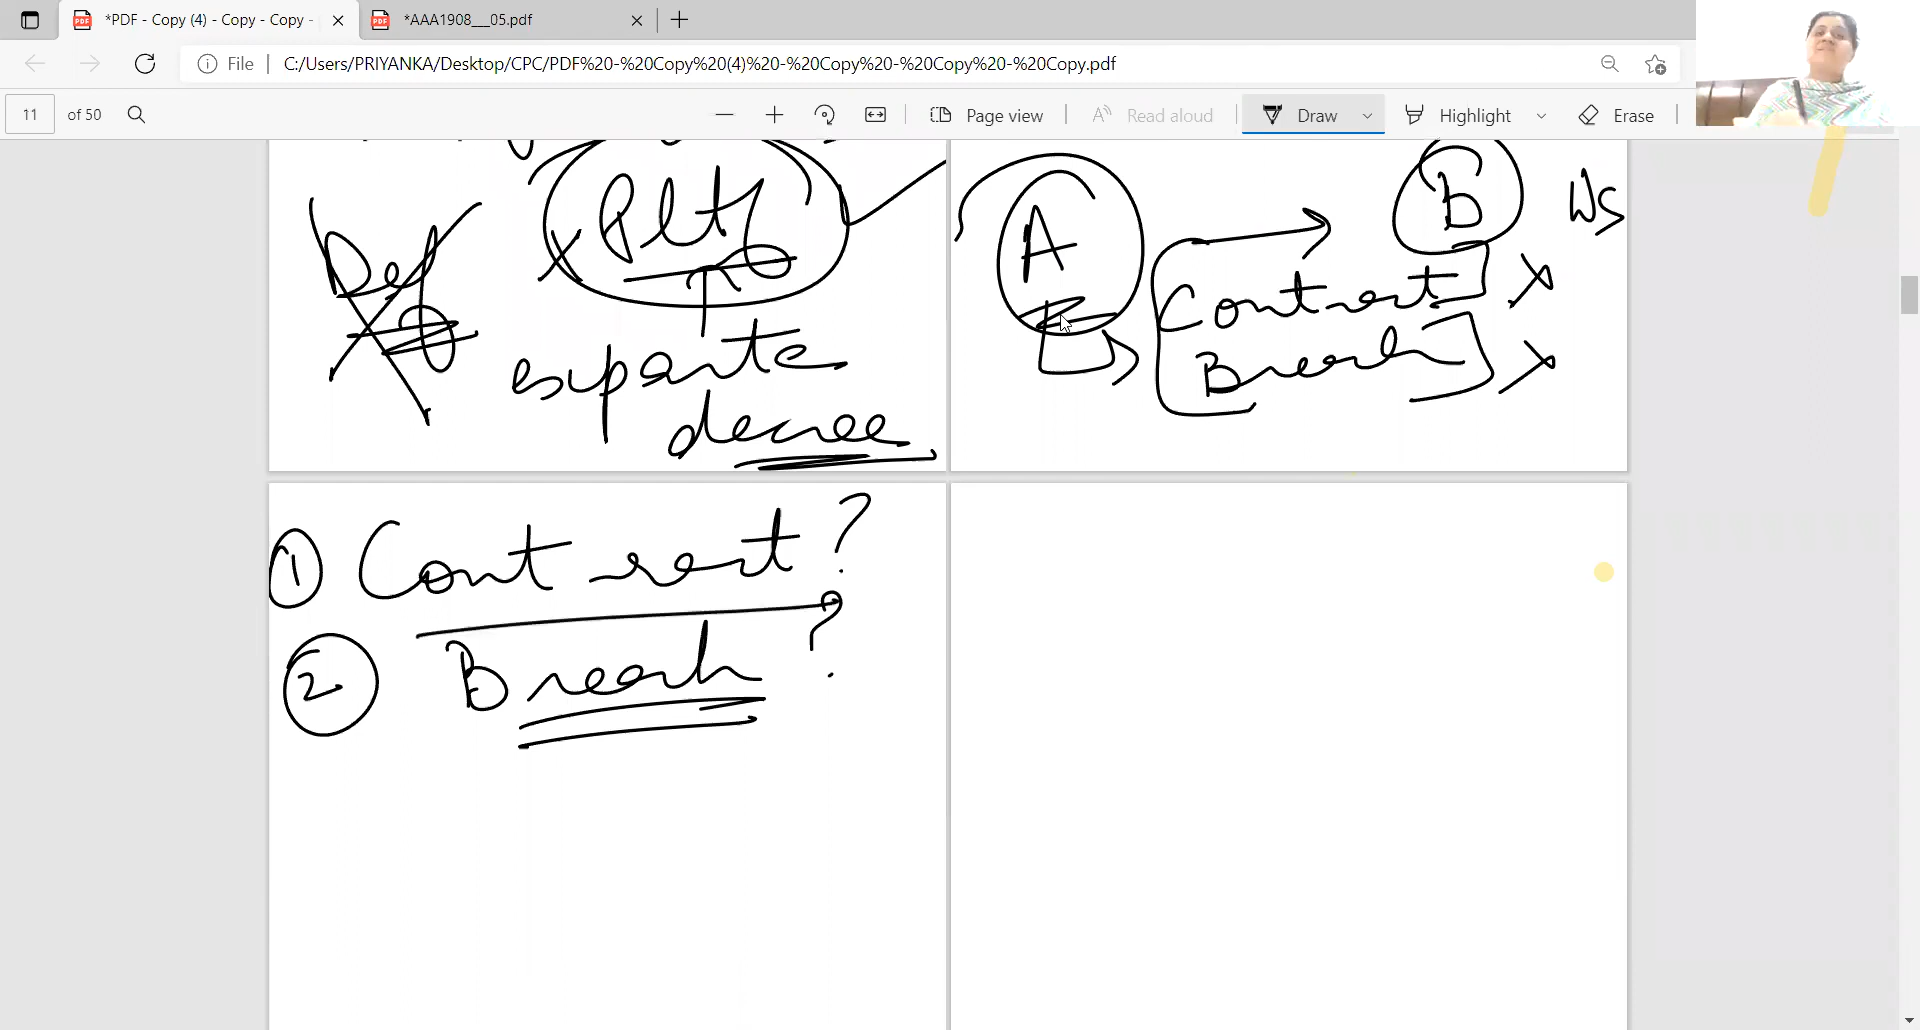 *PDF - Copy (4) - Copy - Copy -
*AAA1908___05.pdf
File
C:/Users/PRIYANKA/Desktop/CPC/PDF%20-%20Copy%20(4)%20-%20Copy%20-%20Copy%20-%20Copy.pdf
11 of 50
Page view
Read aloud
Draw
Highlight
Erase
Def
Pltf
exparte
decree
A
B
WS
Contract
Breach
① Contract?
② Breach?